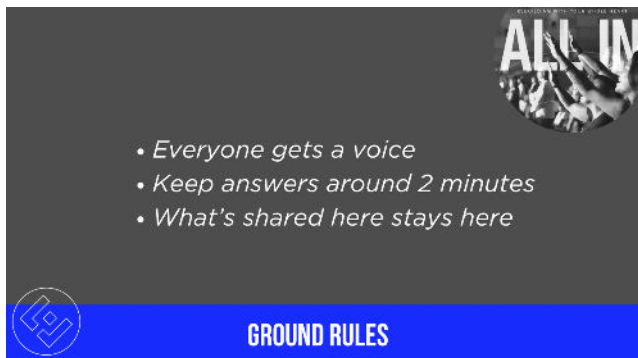 ALL IN
• Everyone gets a voice
• Keep answers around 2 minutes
• What's shared here stays here
GROUND RULES